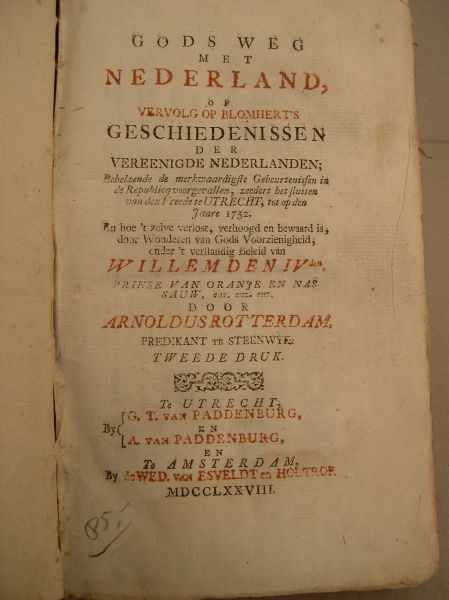 GODS WEG
MET
NEDERLAND,
OF
VERVOLG OP BLOMHERT'S
GESCHIEDENISSEN
DER
VEREENIGDE NEDERLANDEN;
Behelzende de merkwaardigste Gebeurtenissen in
de Republicq voorgevallen, zeedert het sluiten
van den Vreede te UTRECHT, tot op den
Jaare 1752.
En hoe 't zelve verlost, verhoogd en bewaard is,
door Wonderen van Gods Voorzienigheid,
onder 't verstandig Beleid van
WILLEM DEN IVden.
PRINSE VAN ORANJE EN NAS-
SAUW, enz. enz. enz.
DOOR
ARNOLDUS ROTTERDAM,
PREDIKANT TE STEENWYK.
TWEEDE DRUK.
Te UTRECHT,
G. T. VAN PADDENBURG,
By EN
A. VAN PADDENBURG,
EN
Te AMSTERDAM,
By de WED. VAN ESVELDT en HOLTROP.
MDCCLXXVIII.
85,-